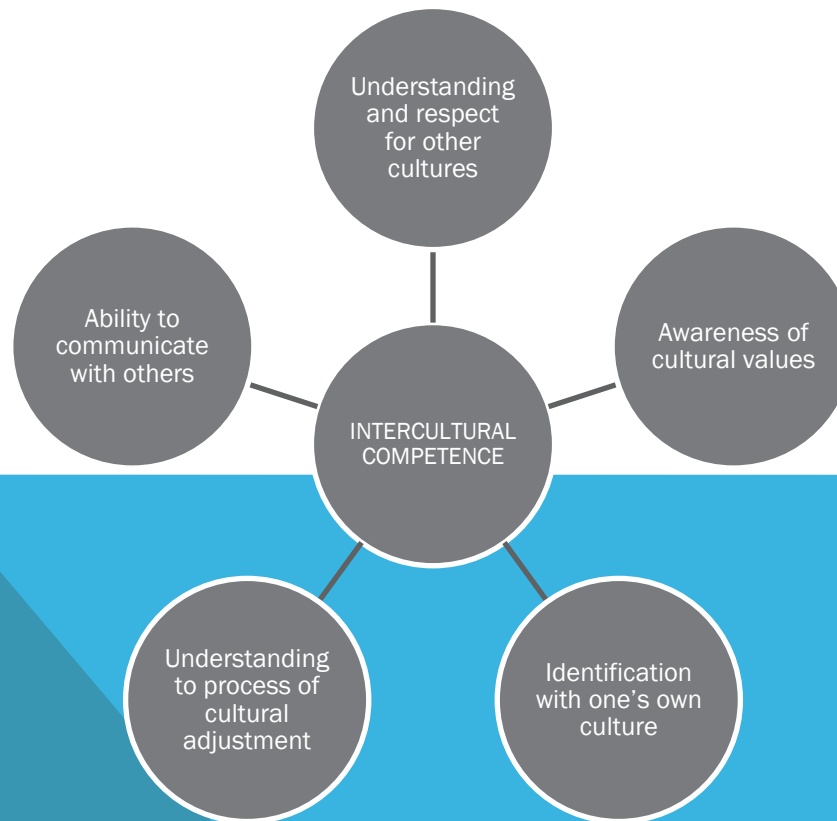 Understanding
and respect
for other
cultures
Ability to
communicate
with others
Awareness of
cultural values
INTERCULTURAL
COMPETENCE
Understanding
to process of
cultural
adjustment
Identification
with one’s own
culture